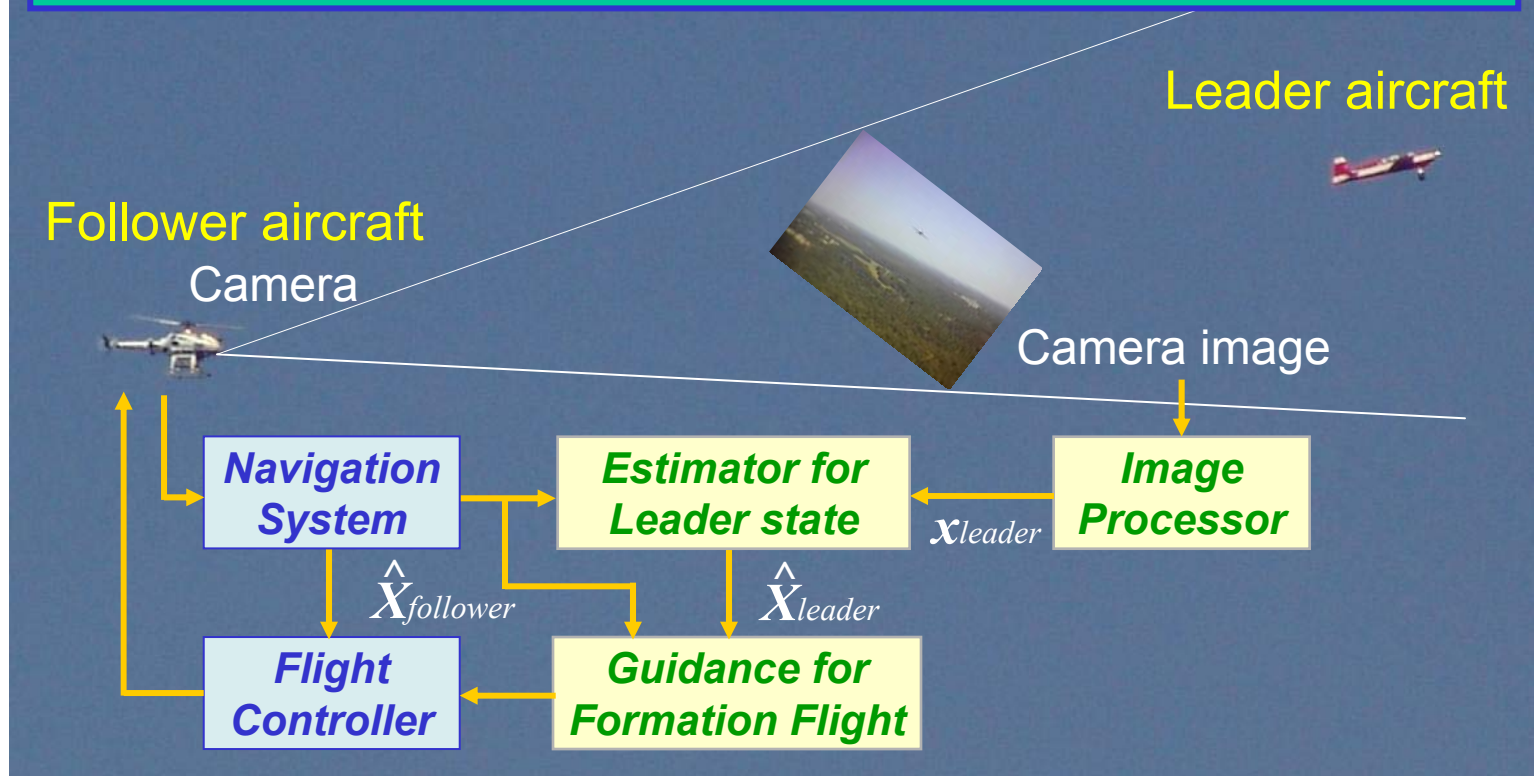 Leader aircraft
Follower aircraft
Camera
Camera image
Navigation
System
Estimator for
Leader state
Image
Processor
x leader
X̂ follower
X̂ leader
Flight
Controller
Guidance for
Formation Flight